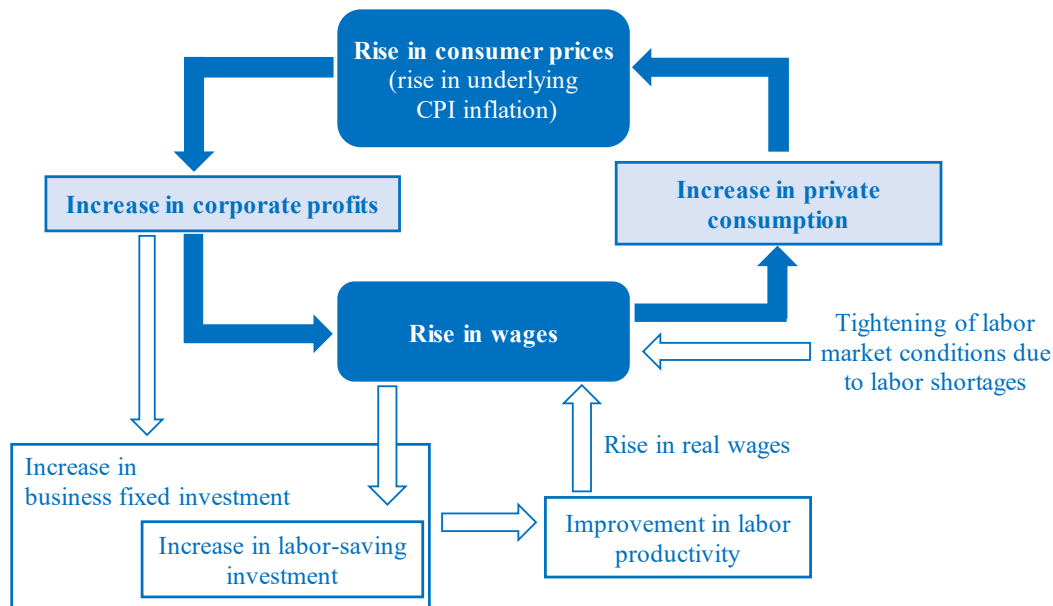 Rise in consumer prices
(rise in underlying
CPI inflation)
Increase in corporate profits
Increase in private
consumption
Rise in wages
Tightening of labor
market conditions due
to labor shortages
Rise in real wages
Increase in
business fixed investment
Increase in labor-saving
investment
Improvement in labor
productivity